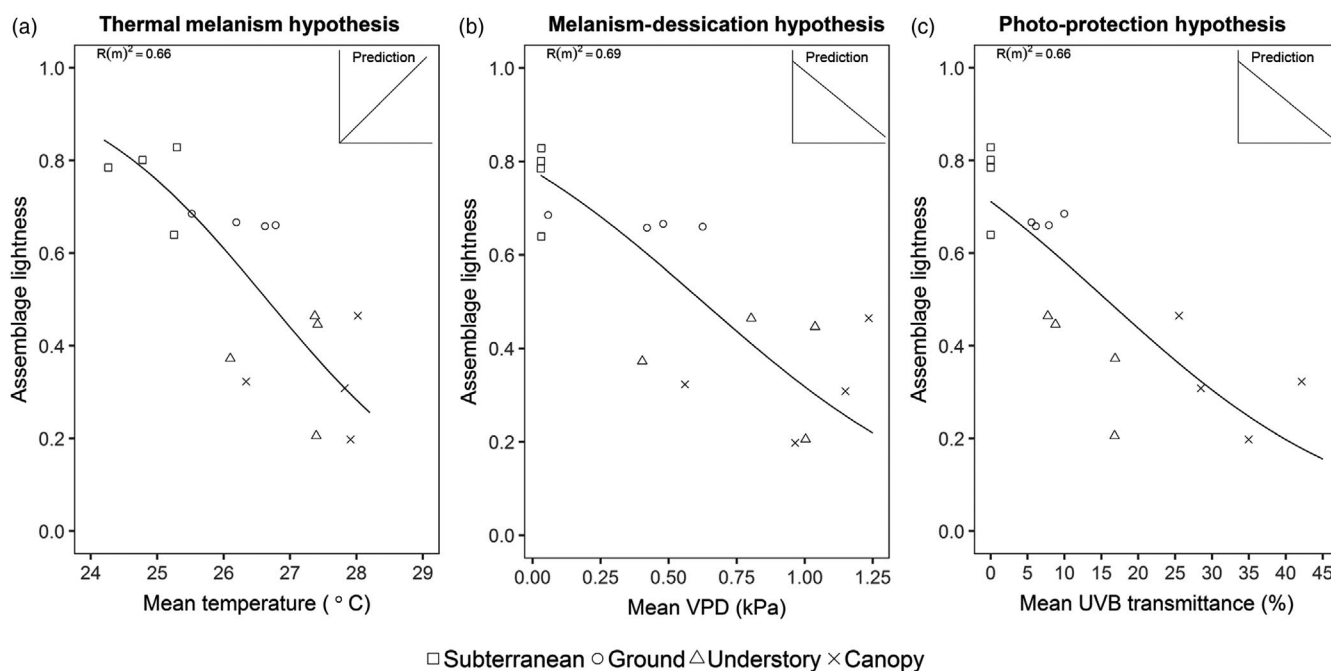 (a) Thermal melanism hypothesis
R(m)² = 0.66
Prediction
1.0
0.8
0.6
0.4
0.2
0.0
Assemblage lightness
24 25 26 27 28 29
Mean temperature ( ° C)
(b) Melanism-dessication hypothesis
R(m)² = 0.69
Prediction
1.0
0.8
0.6
0.4
0.2
0.0
Assemblage lightness
0.00 0.25 0.50 0.75 1.00 1.25
Mean VPD (kPa)
(c) Photo-protection hypothesis
R(m)² = 0.66
Prediction
1.0
0.8
0.6
0.4
0.2
0.0
Assemblage lightness
0 5 10 15 20 25 30 35 40 45
Mean UVB transmittance (%)
Subterranean Ground Understory Canopy